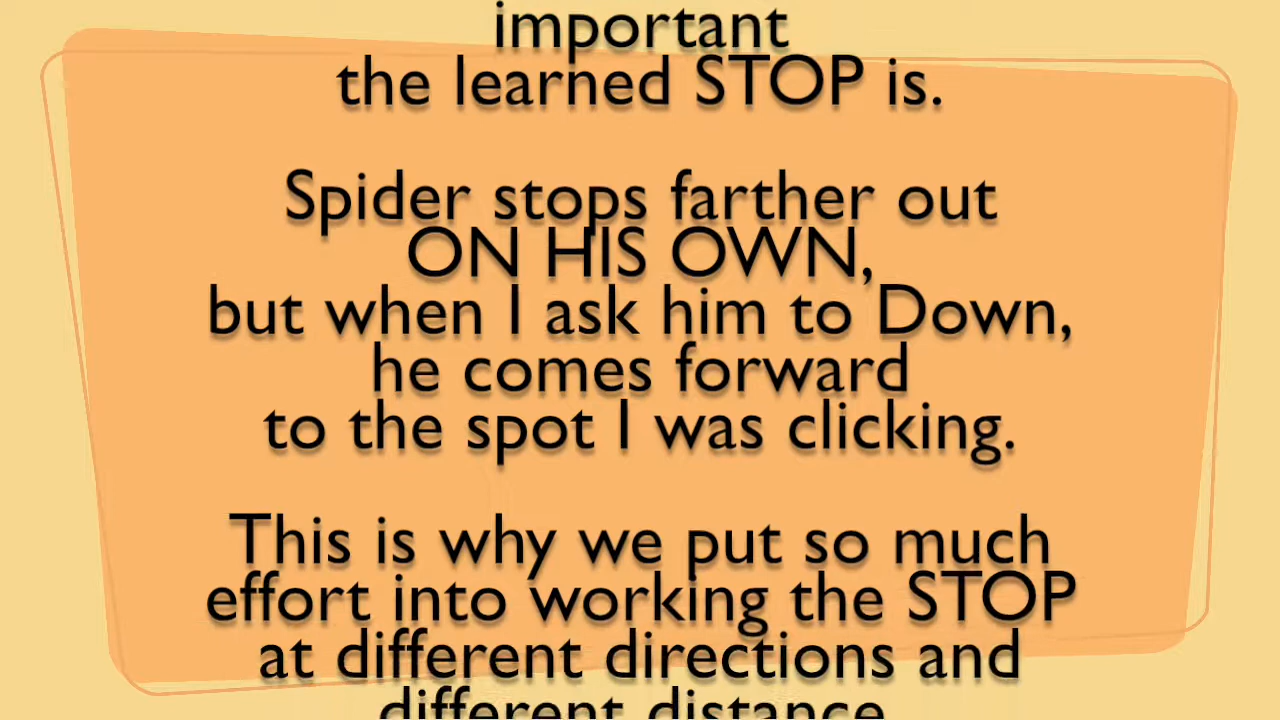 important
the learned STOP is.
Spider stops farther out
ON HIS OWN,
but when I ask him to Down,
he comes forward
to the spot I was clicking.
This is why we put so much
effort into working the STOP
at different directions and
different distance